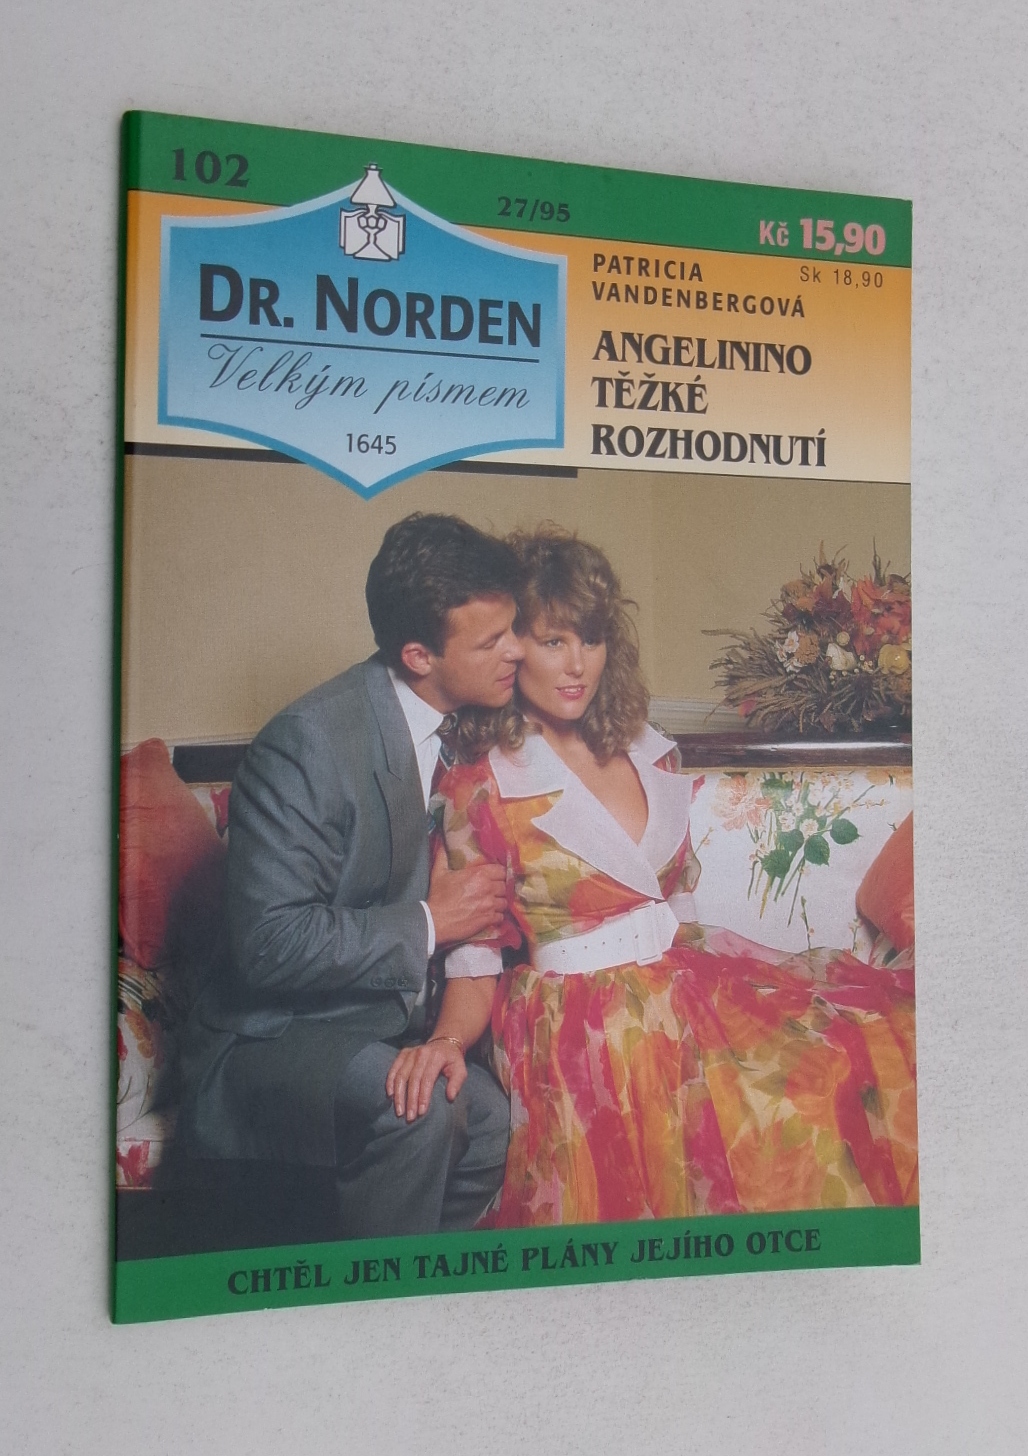 102
27/95
Kč 15,90
Sk 18,90
DR. NORDEN
Velkým písmem
1645
PATRICIA
VANDENBERGOVÁ
ANGELININO
TĚŽKÉ
ROZHODNUTÍ
CHTĚL JEN TAJNÉ PLÁNY JEJÍHO OTCE